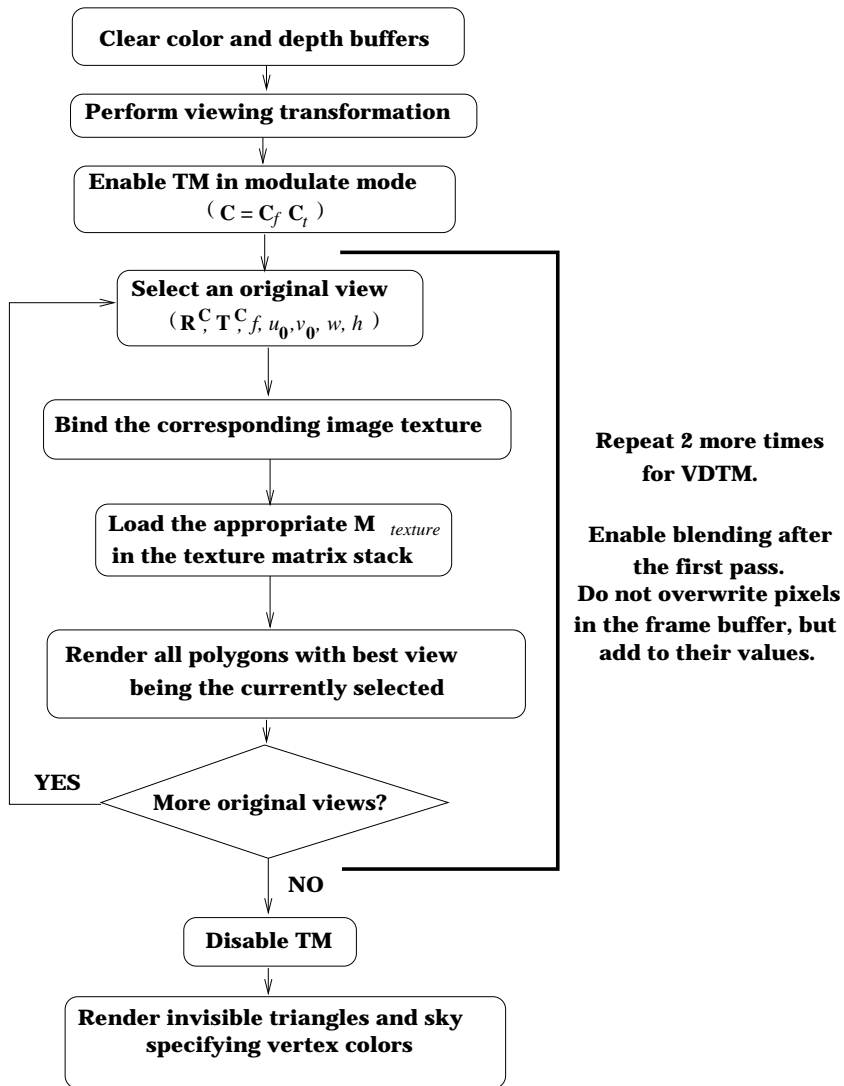 Clear color and depth buffers
Perform viewing transformation
Enable TM in modulate mode
( C = C_f C_t )
Select an original view
( R^C, T^C, f, u_0, v_0, w, h )
Bind the corresponding image texture
Load the appropriate M_texture
in the texture matrix stack
Render all polygons with best view
being the currently selected
YES
More original views?
NO
Disable TM
Render invisible triangles and sky
specifying vertex colors
Repeat 2 more times
for VDTM.
Enable blending after
the first pass.
Do not overwrite pixels
in the frame buffer, but
add to their values.